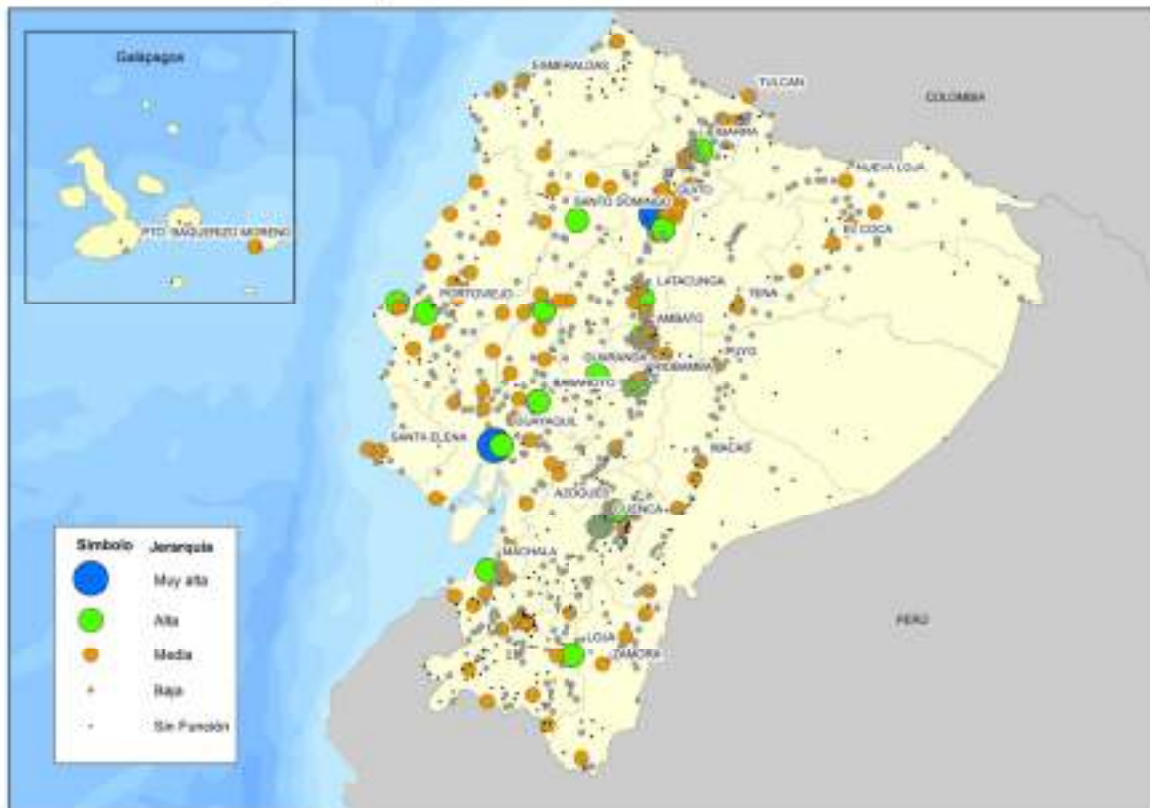 Galápagos
PTO. BAQUERIZO MORENO
ESMERALDAS
TULCAN
COLOMBIA
IBARRA
NUEVA LOJA
QUITO
SANTO DOMINGO
EL COCA
LATACUNGA
PORTOVIEJO
TENA
AMBATO
PUYO
GUARANDA
RIOBAMBA
BABAHOYO
GUAYAQUIL
SANTA ELENA
MACAS
AZOGUES
CUENCA
MACHALA
PERÚ
LOJA
ZAMORA
Símbolo Jerarquía
Muy alta
Alta
Media
Baja
Sin Función